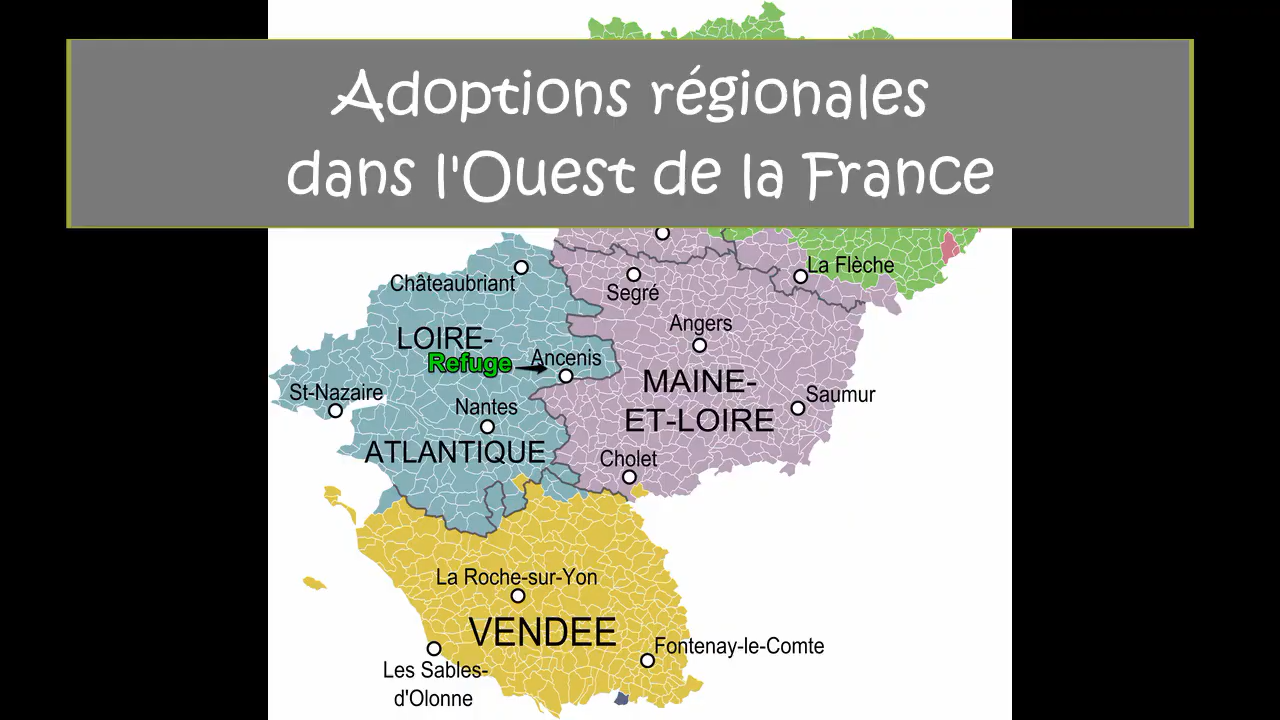 Adoptions régionales
dans l'Ouest de la France
La Flèche
Châteaubriant
Segré
Angers
LOIRE-
Refuge
Ancenis
MAINE-
St-Nazaire
Saumur
Nantes
ET-LOIRE
ATLANTIQUE
Cholet
La Roche-sur-Yon
VENDEE
Fontenay-le-Comte
Les Sables-
d'Olonne